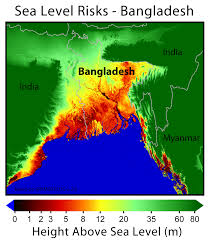 Sea Level Risks - Bangladesh
India
Bangladesh
India
Myanmar
0 1 2 3 5 8 12 20 35 60 80
Height Above Sea Level (m)